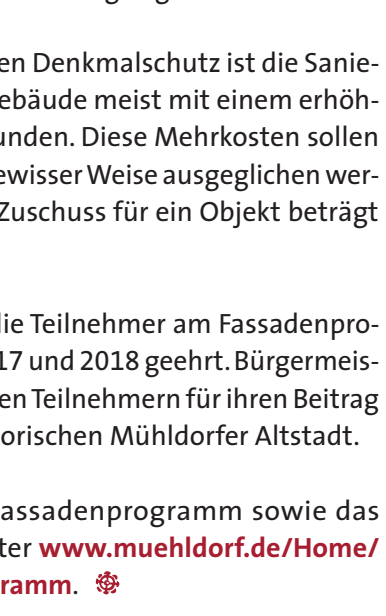 en Denkmalschutz ist die Sanie-
ebäude meist mit einem erhöh-
unden. Diese Mehrkosten sollen
ewisser Weise ausgeglichen wer-
Zuschuss für ein Objekt beträgt
die Teilnehmer am Fassadenpro-
17 und 2018 geehrt. Bürgermeis-
en Teilnehmern für ihren Beitrag
orischen Mühldorfer Altstadt.
assadenprogramm sowie das
ter www.muehldorf.de/Home/
ramm.